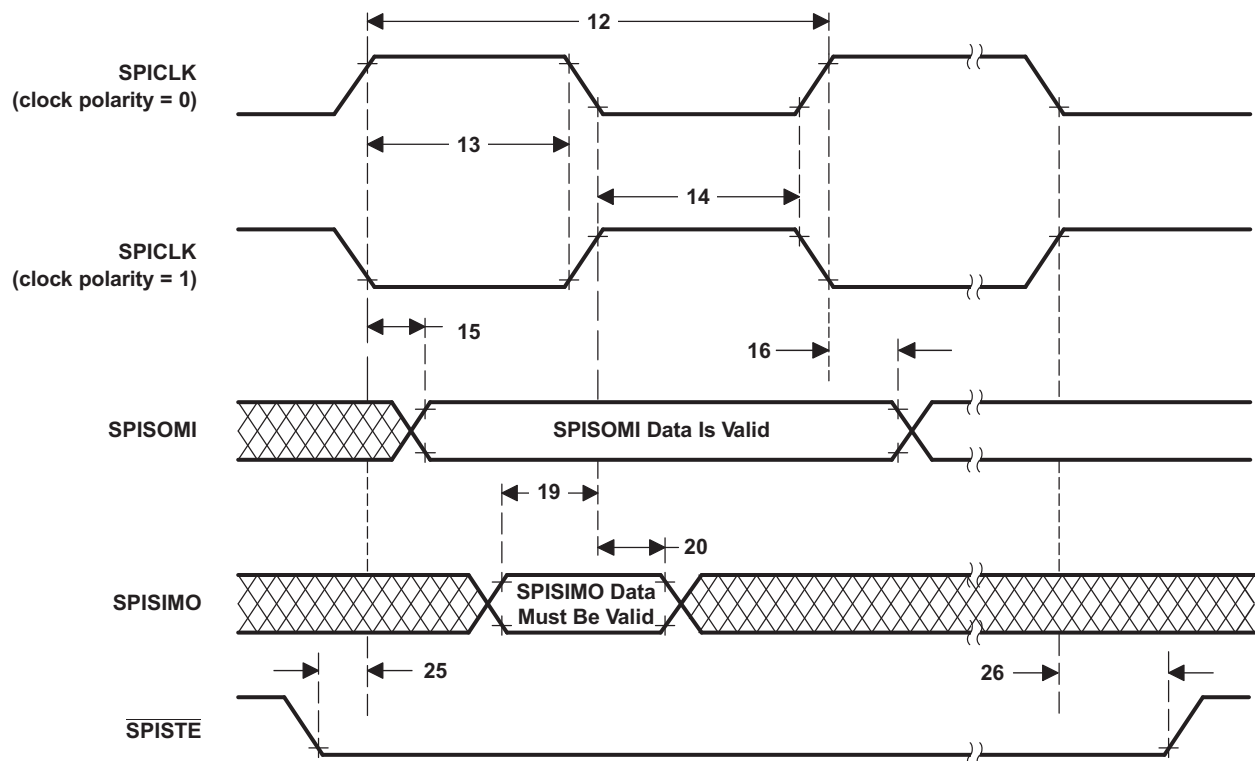 12
SPICLK
(clock polarity = 0)
13
14
SPICLK
(clock polarity = 1)
15
16
SPISOMI
SPISOMI Data Is Valid
19
20
SPISIMO
SPISIMO Data
Must Be Valid
25
26
SPISTE